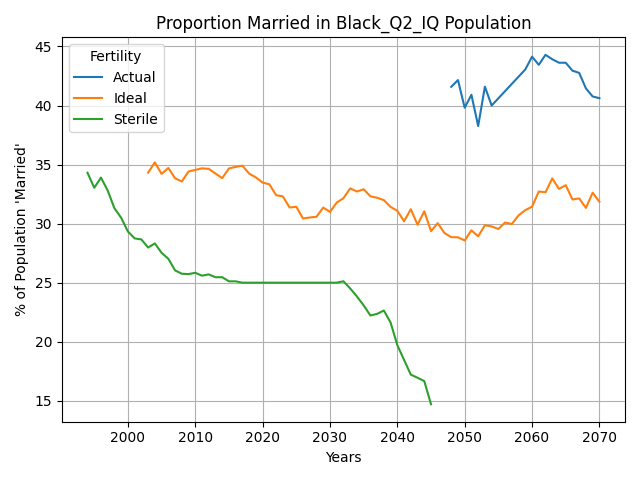 Proportion Married in Black_Q2_IQ Population
% of Population 'Married'
Fertility
Actual
Ideal
Sterile
45
40
35
30
25
20
15
2000 2010 2020 2030 2040 2050 2060 2070
Years